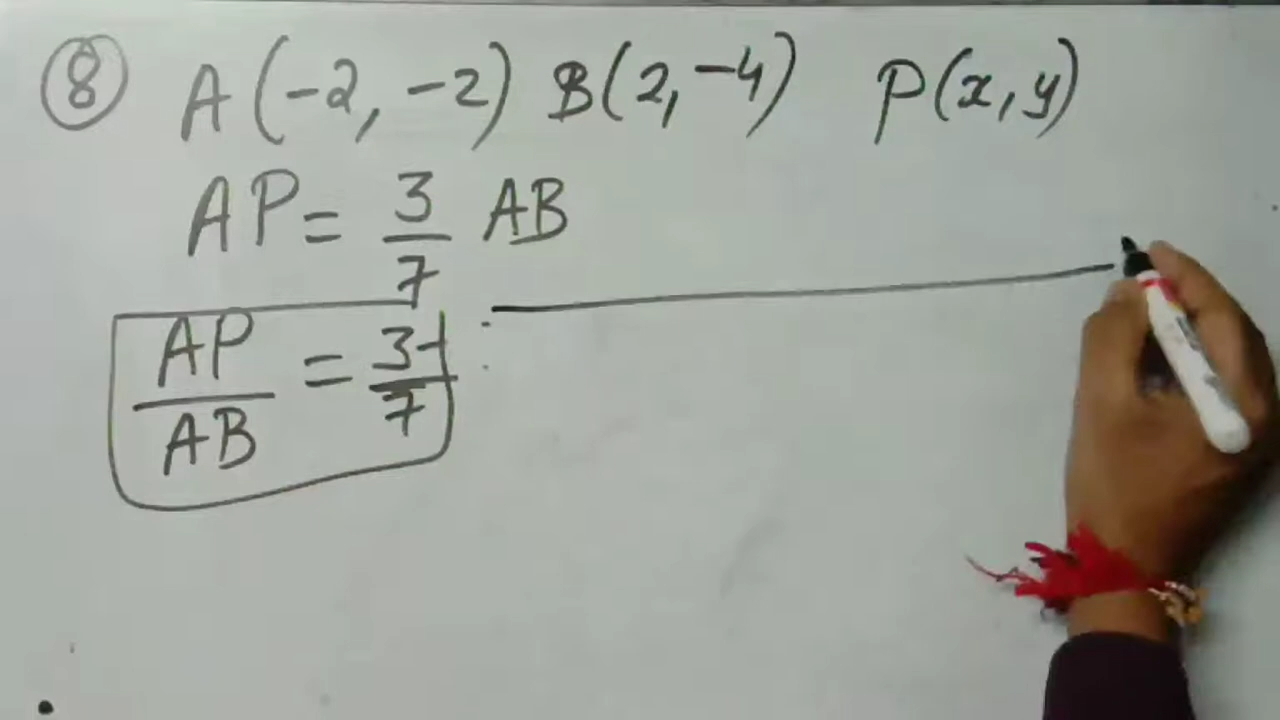 ⑧ A(-2, -2) B(2, -4) P(x, y)
AP = 3/7 AB
AP/AB = 3/7